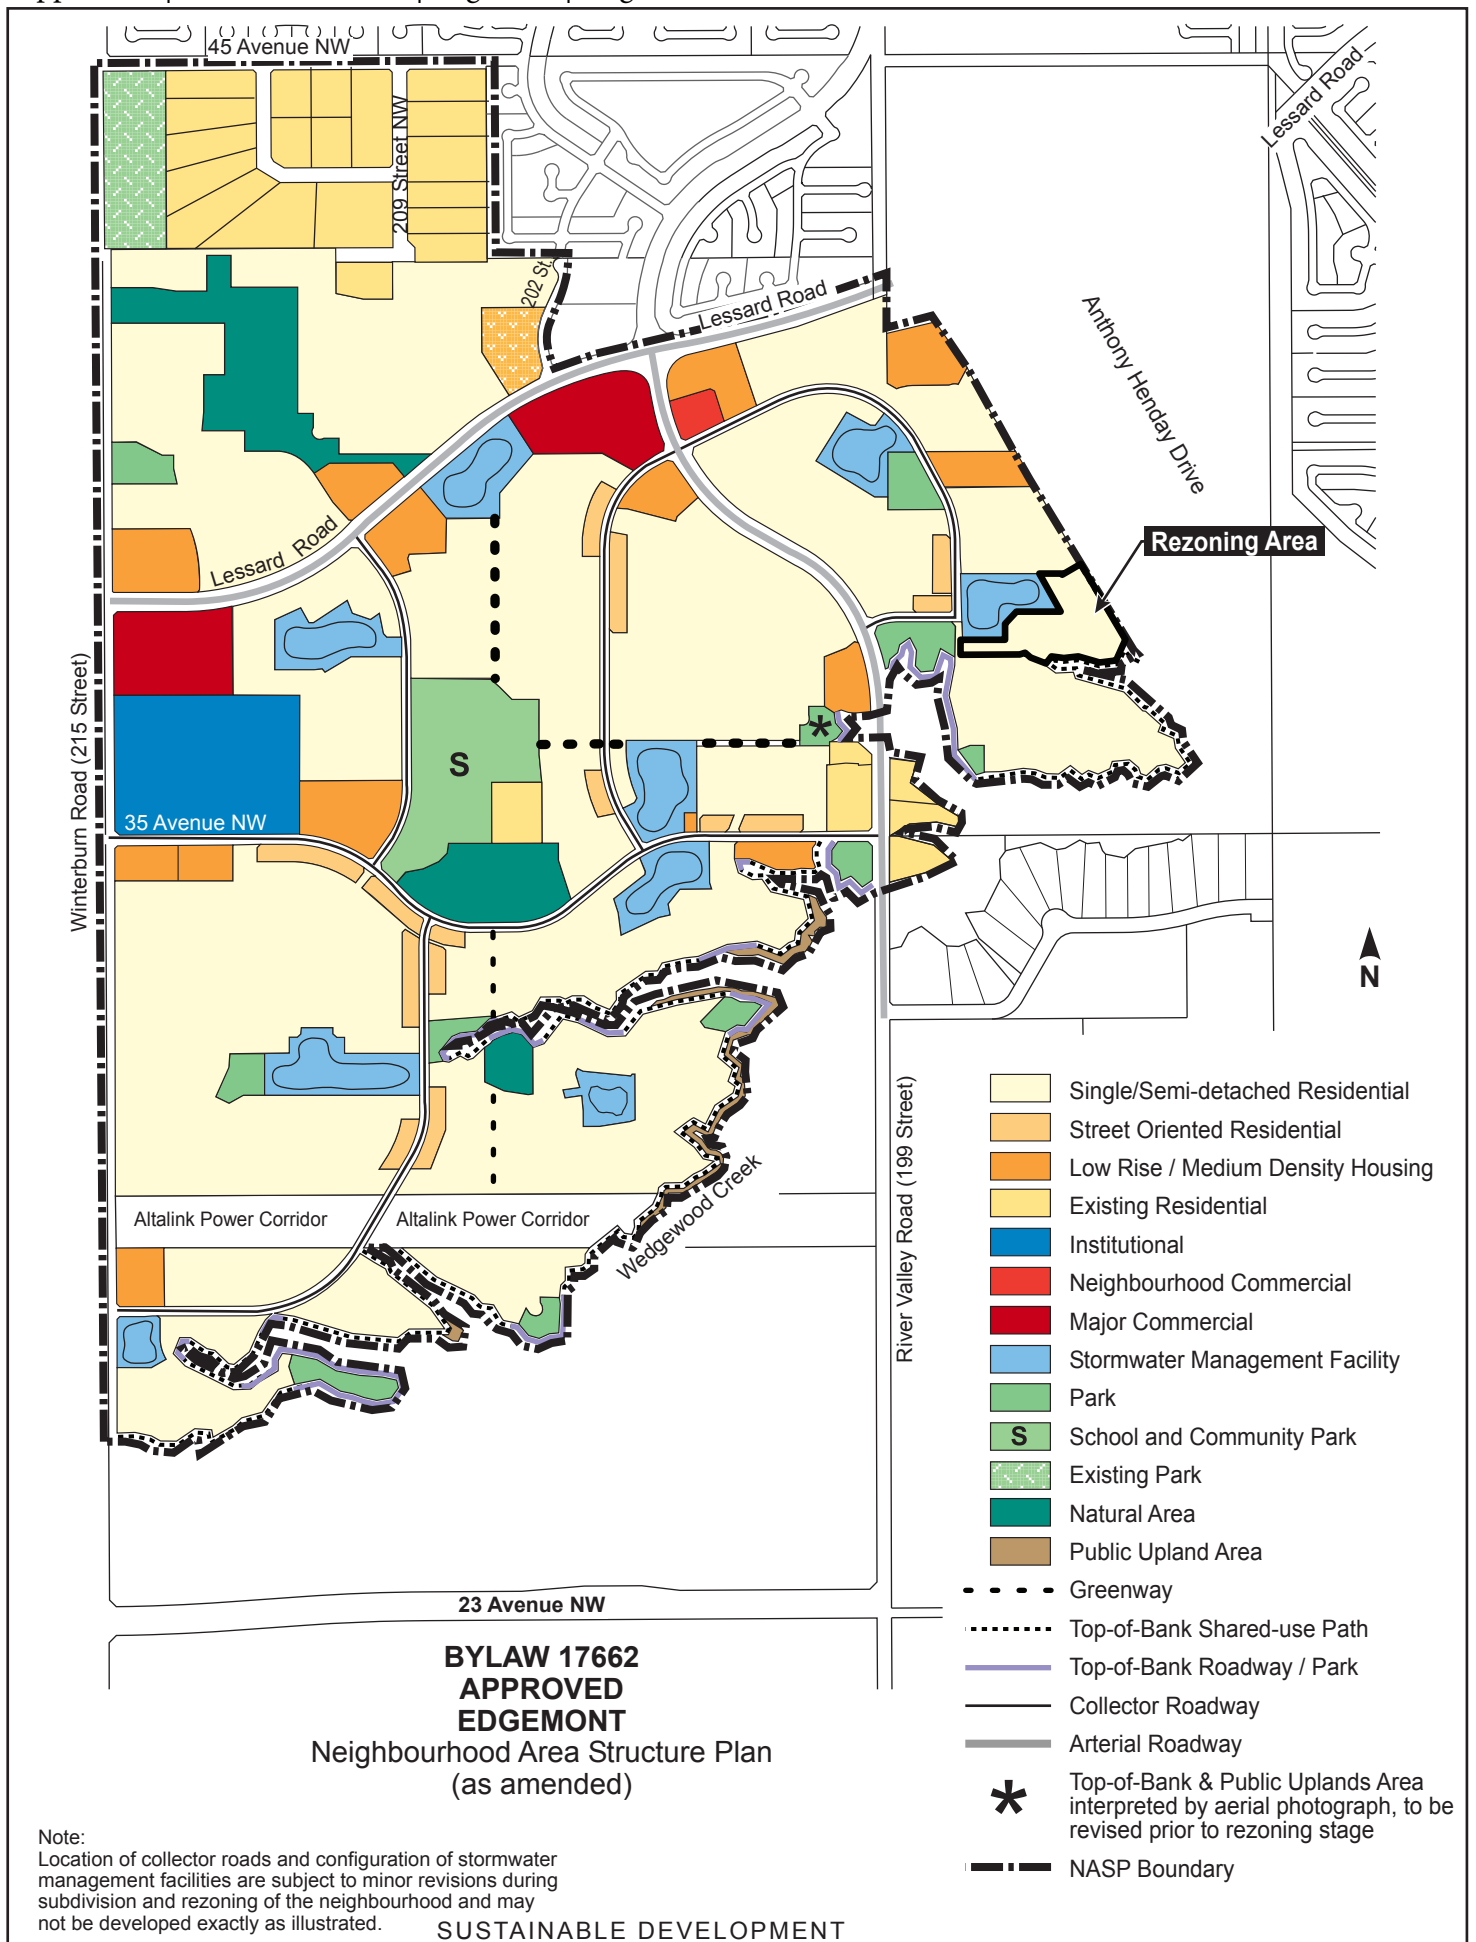 45 Avenue NW
Lessard Road
209 Street NW
202 St.
Lessard Road
Anthony Henday Drive
Rezoning Area
Lessard Road
Winterburn Road (215 Street)
S
*
35 Avenue NW
N
Altalink Power Corridor
Altalink Power Corridor
Wedgewood Creek
River Valley Road (199 Street)
Single/Semi-detached Residential
Street Oriented Residential
Low Rise / Medium Density Housing
Existing Residential
Institutional
Neighbourhood Commercial
Major Commercial
Stormwater Management Facility
Park
S School and Community Park
Existing Park
Natural Area
Public Upland Area
Greenway
Top-of-Bank Shared-use Path
Top-of-Bank Roadway / Park
Collector Roadway
Arterial Roadway
* Top-of-Bank & Public Uplands Area
interpreted by aerial photograph, to be
revised prior to rezoning stage
NASP Boundary
23 Avenue NW
BYLAW 17662
APPROVED
EDGEMONT
Neighbourhood Area Structure Plan
(as amended)
Note:
Location of collector roads and configuration of stormwater
management facilities are subject to minor revisions during
subdivision and rezoning of the neighbourhood and may
not be developed exactly as illustrated.
SUSTAINABLE DEVELOPMENT